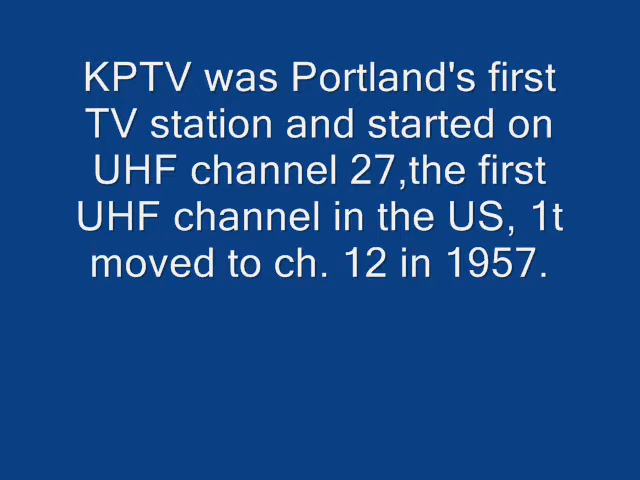 KPTV was Portland's first
TV station and started on
UHF channel 27,the first
UHF channel in the US, 1t
moved to ch. 12 in 1957.